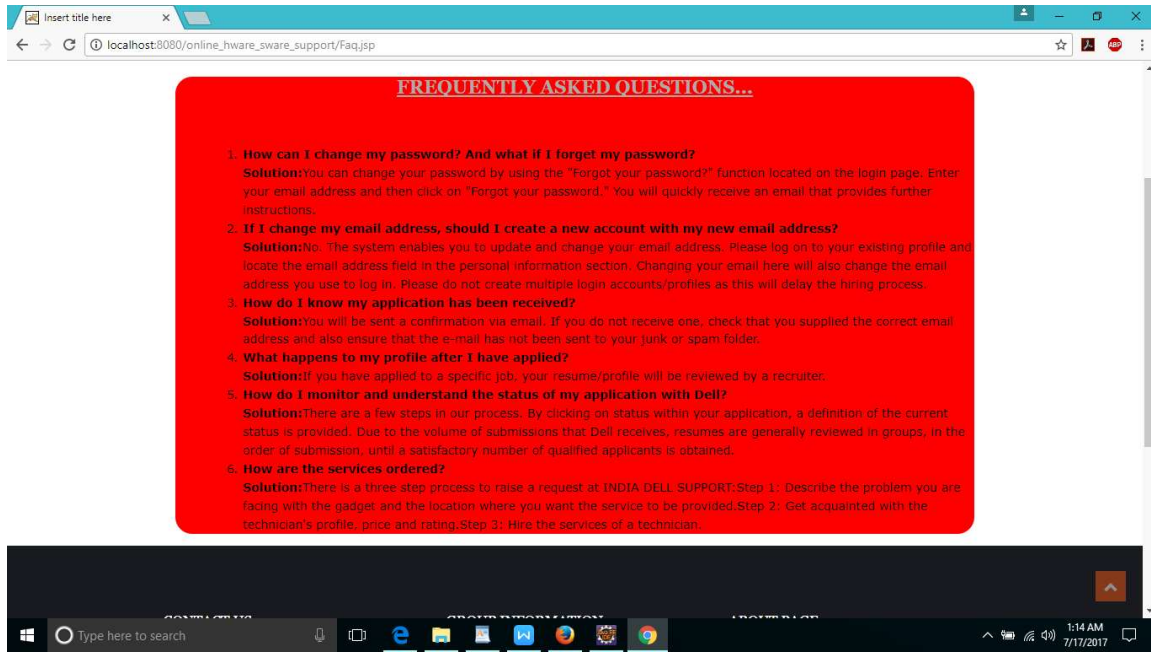 Insert title here
localhost:8080/online_hware_sware_support/Faq.jsp
ABP
FREQUENTLY ASKED QUESTIONS...
1. How can I change my password? And what if I forget my password?
Solution:You can change your password by using the "Forgot your password?" function located on the login page. Enter
your email address and then click on "Forgot your password." You will quickly receive an email that provides further
instructions.
2. If I change my email address, should I create a new account with my new email address?
Solution:No. The system enables you to update and change your email address. Please log on to your existing profile and
locate the email address field in the personal information section. Changing your email here will also change the email
address you use to log in. Please do not create multiple login accounts/profiles as this will delay the hiring process.
3. How do I know my application has been received?
Solution:You will be sent a confirmation via email. If you do not receive one, check that you supplied the correct email
address and also ensure that the e-mail has not been sent to your junk or spam folder.
4. What happens to my profile after I have applied?
Solution:If you have applied to a specific job, your resume/profile will be reviewed by a recruiter.
5. How do I monitor and understand the status of my application with Dell?
Solution:There are a few steps in our process. By clicking on status within your application, a definition of the current
status is provided. Due to the volume of submissions that Dell receives, resumes are generally reviewed in groups, in the
order of submission, until a satisfactory number of qualified applicants is obtained.
6. How are the services ordered?
Solution:There is a three step process to raise a request at INDIA DELL SUPPORT:Step 1: Describe the problem you are
facing with the gadget and the location where you want the service to be provided.Step 2: Get acquainted with the
technician's profile, price and rating.Step 3: Hire the services of a technician.
CONTACT US GROUP INFORMATION ABOUT PAGE
Type here to search
1:14 AM
7/17/2017